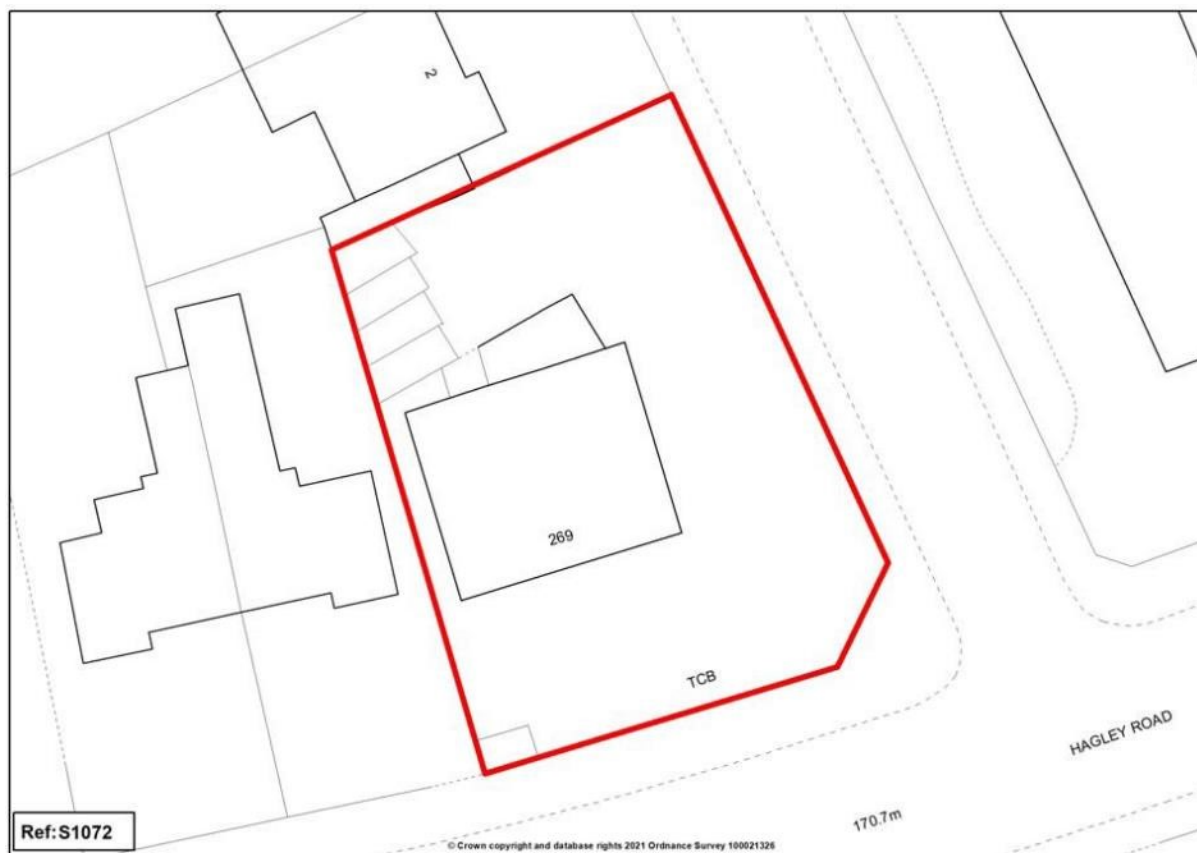 2
269
TCB
HAGLEY ROAD
170.7m
Ref:S1072
© Crown copyright and database rights 2021 Ordnance Survey 100021326